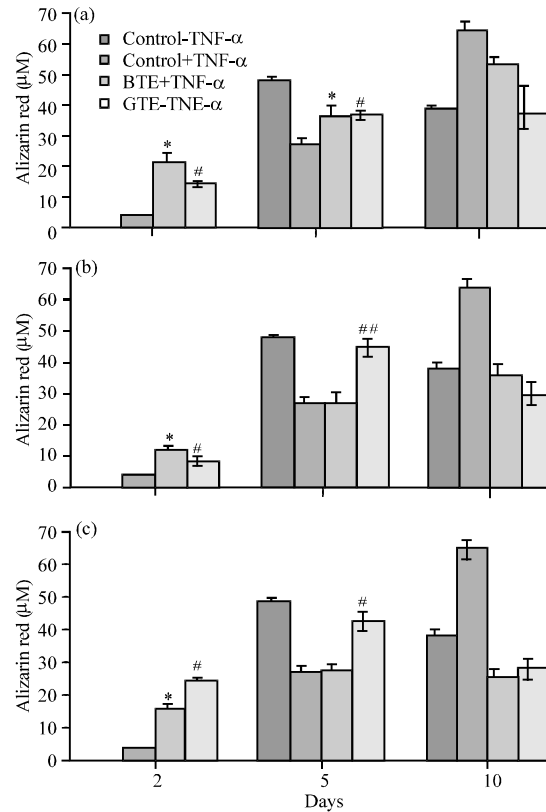 (a)
Control-TNF-α
Control+TNF-α
BTE+TNF-α
GTE-TNE-α
Alizarin red (μM)
70
60
50
40
30
20
10
0
*
#
*
#
(b)
Alizarin red (μM)
70
60
50
40
30
20
10
0
*
#
##
(c)
Alizarin red (μM)
70
60
50
40
30
20
10
0
*
#
#
2 5 10
Days